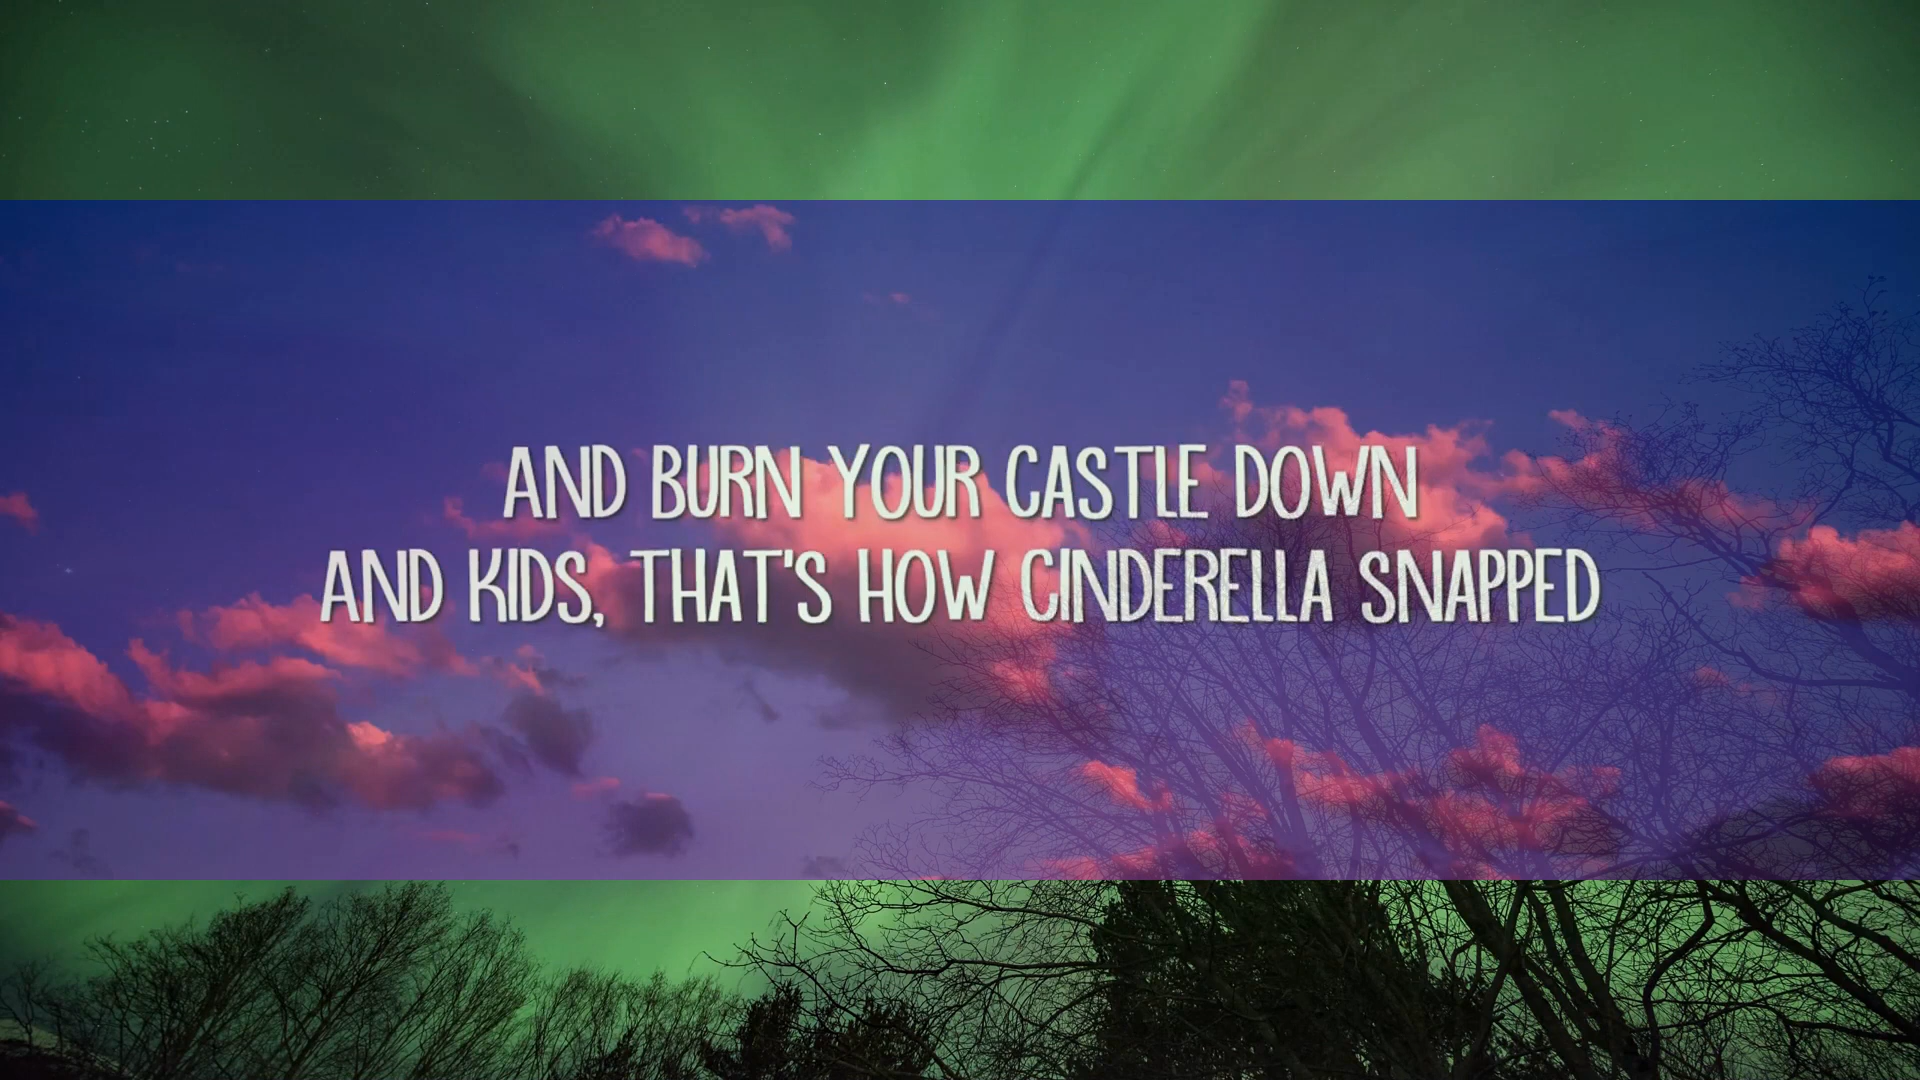 AND BURN YOUR CASTLE DOWN
AND KIDS, THAT'S HOW CINDERELLA SNAPPED